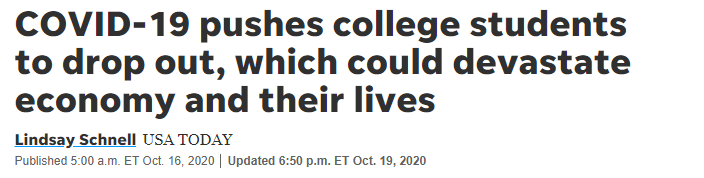 COVID-19 pushes college students
to drop out, which could devastate
economy and their lives
Lindsay Schnell USA TODAY
Published 5:00 a.m. ET Oct. 16, 2020 | Updated 6:50 p.m. ET Oct. 19, 2020